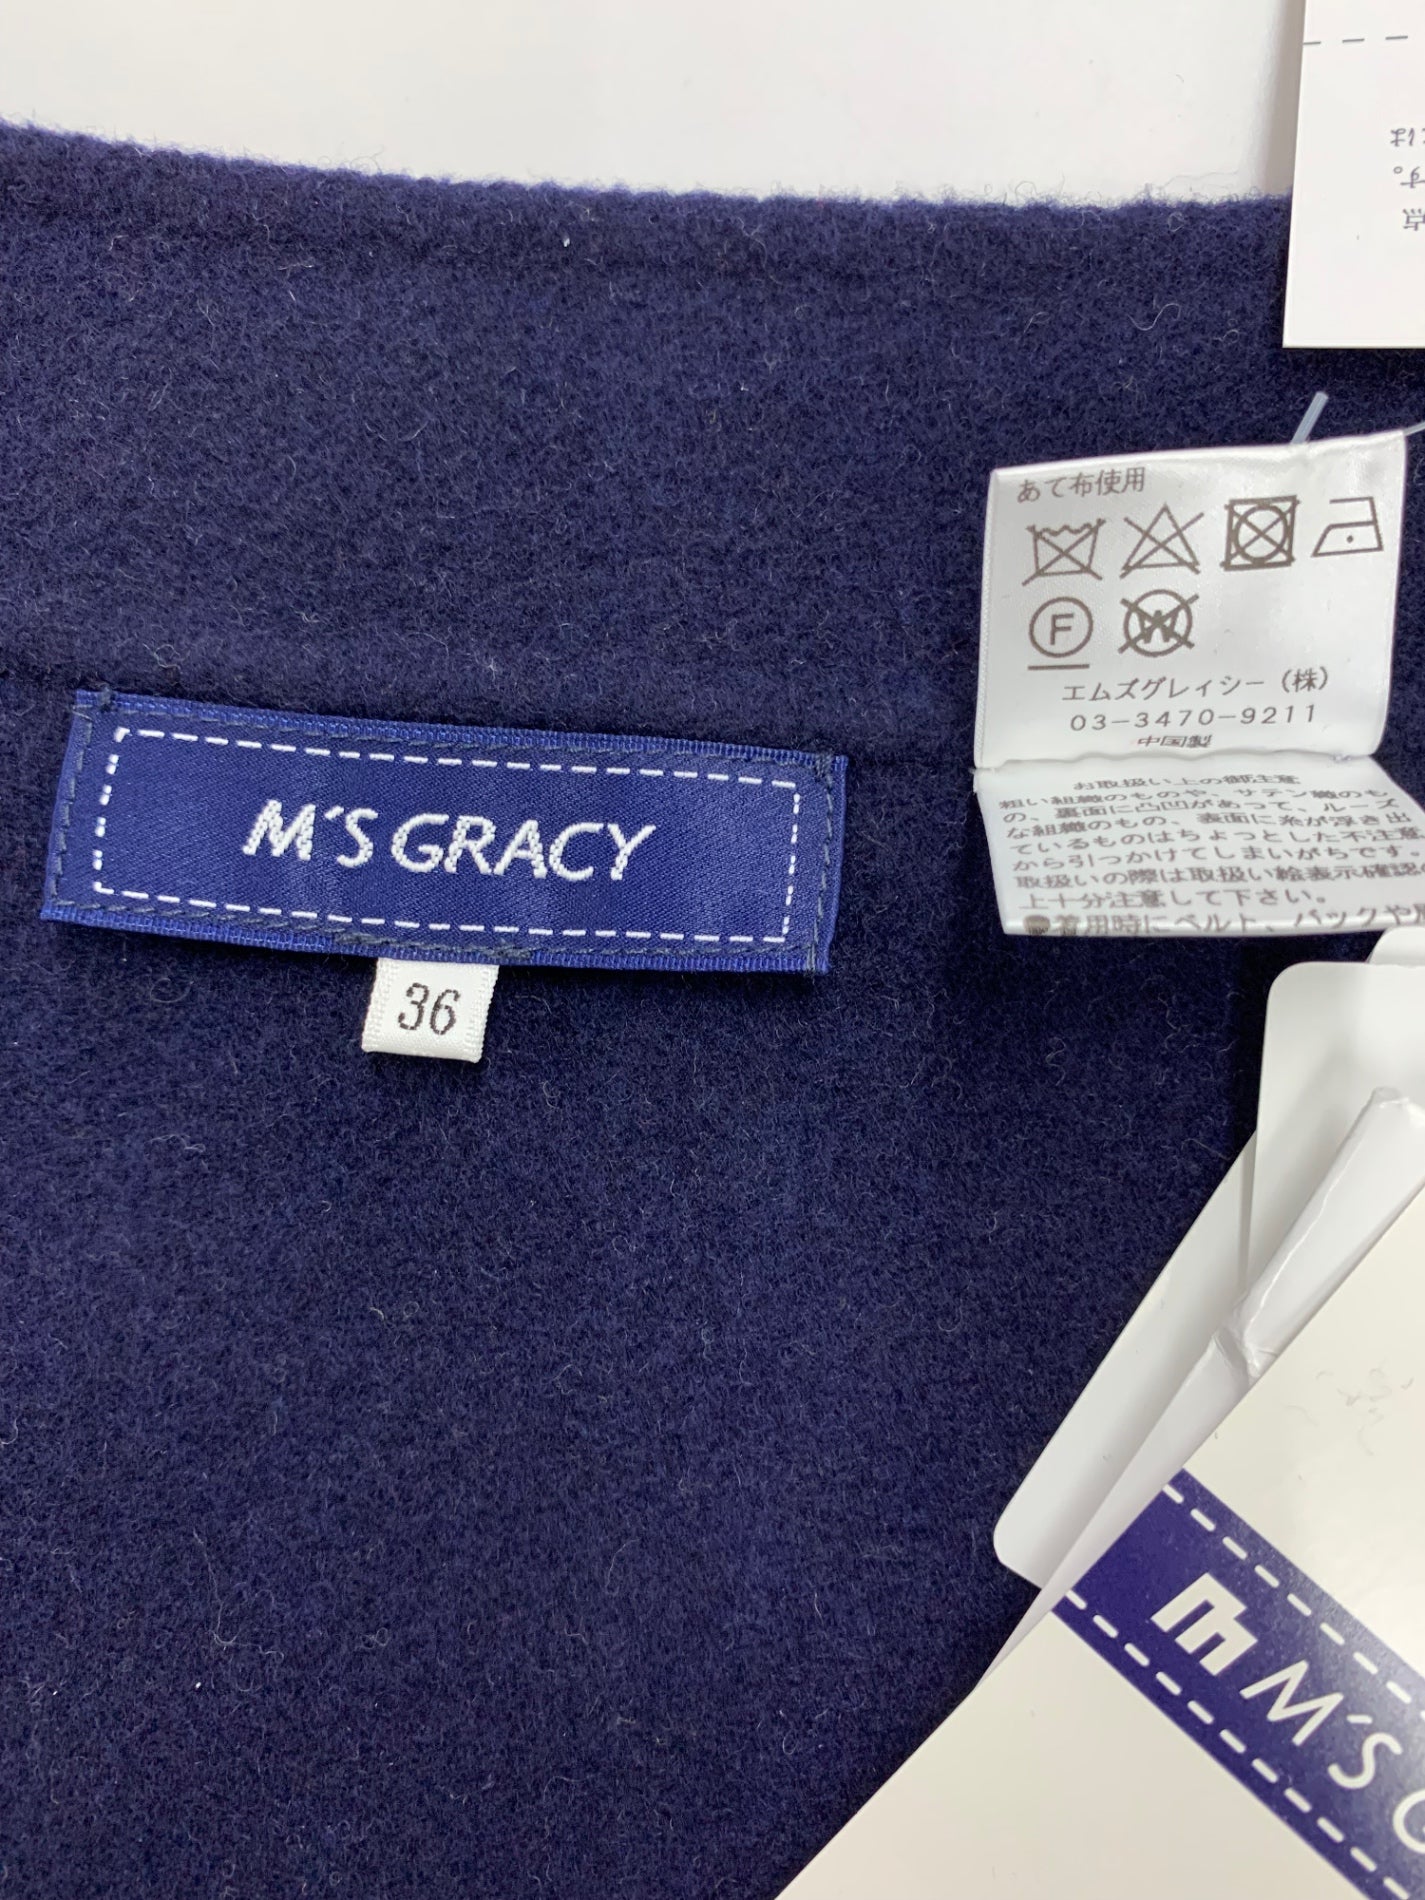 M'S GRACY
36
あて布使用
F
W
エムズグレイシー（株）
03-3470-9211
中国製
お取扱い上の御注意
粗い組織のものや、サテン織のも
の、裏面に凸凹があって、ルーズ
な組織のもの、表面に糸が浮き出
ているものはちょっとした不注意
から引っかけてしまいがちです。
取扱いの際は取扱い絵表示確認の
上十分注意して下さい。
●着用時にベルト、バックや
す。
点
M'S G